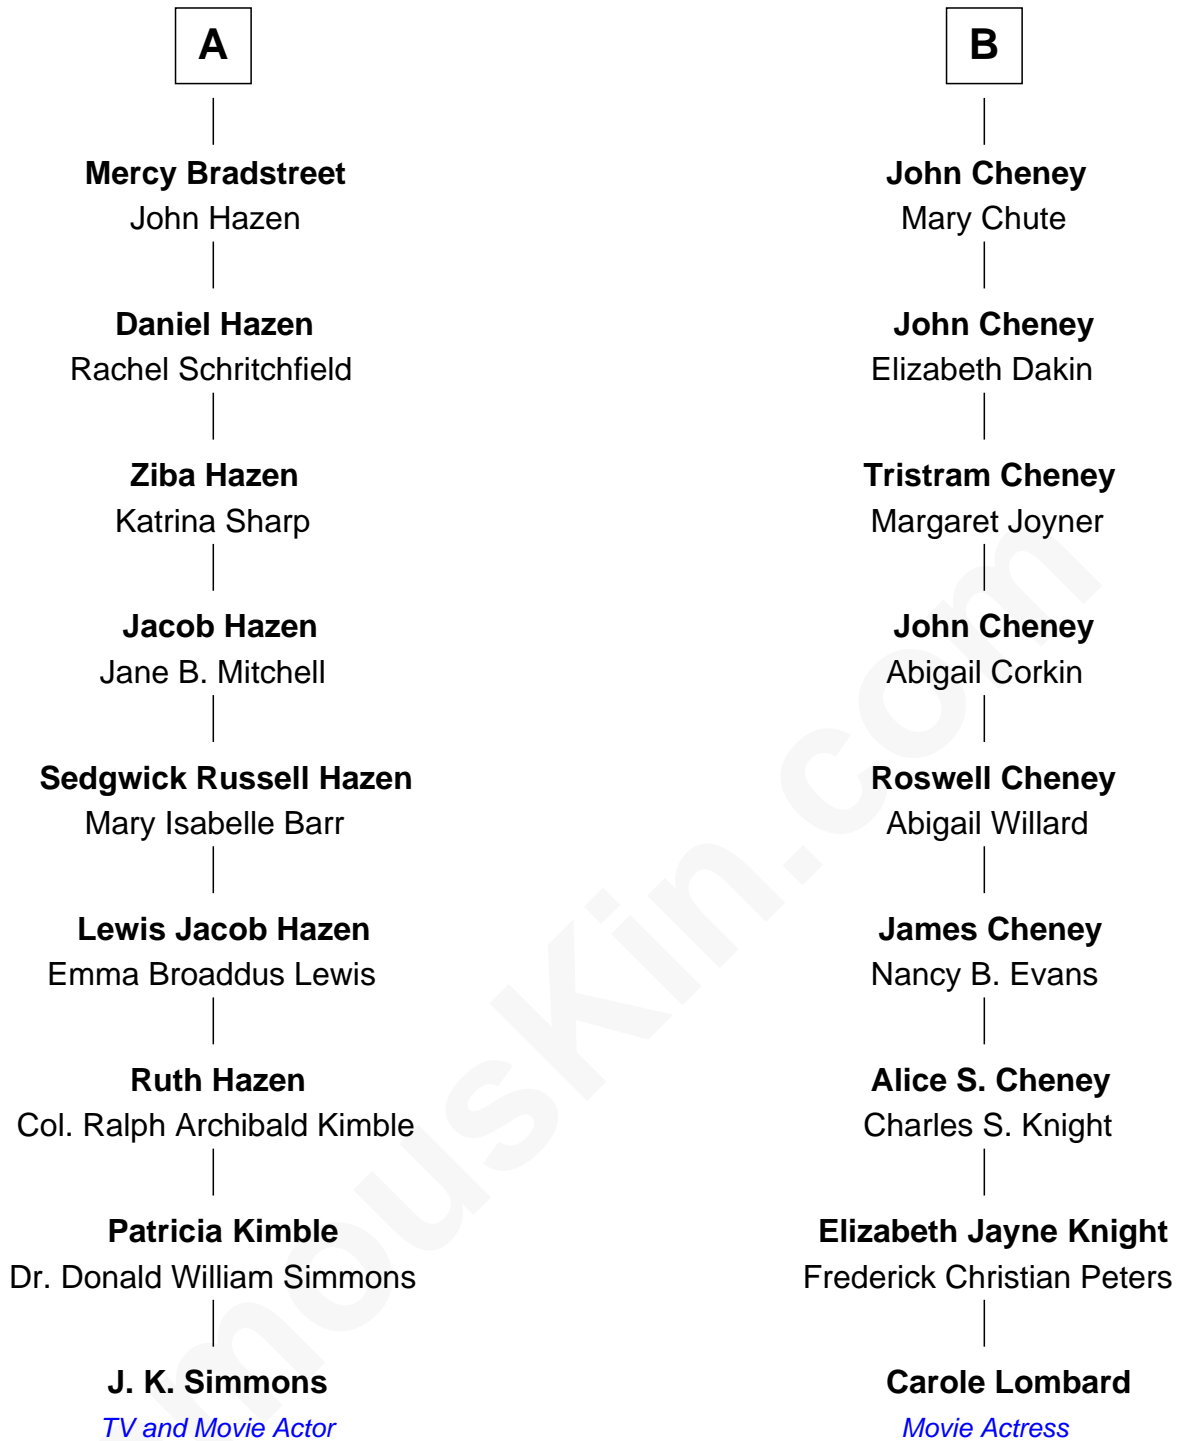 A
Mercy Bradstreet
John Hazen
Daniel Hazen
Rachel Schritchfield
Ziba Hazen
Katrina Sharp
Jacob Hazen
Jane B. Mitchell
Sedgwick Russell Hazen
Mary Isabelle Barr
Lewis Jacob Hazen
Emma Broaddus Lewis
Ruth Hazen
Col. Ralph Archibald Kimble
Patricia Kimble
Dr. Donald William Simmons
J. K. Simmons
TV and Movie Actor
B
John Cheney
Mary Chute
John Cheney
Elizabeth Dakin
Tristram Cheney
Margaret Joyner
John Cheney
Abigail Corkin
Roswell Cheney
Abigail Willard
James Cheney
Nancy B. Evans
Alice S. Cheney
Charles S. Knight
Elizabeth Jayne Knight
Frederick Christian Peters
Carole Lombard
Movie Actress
mousKin.com